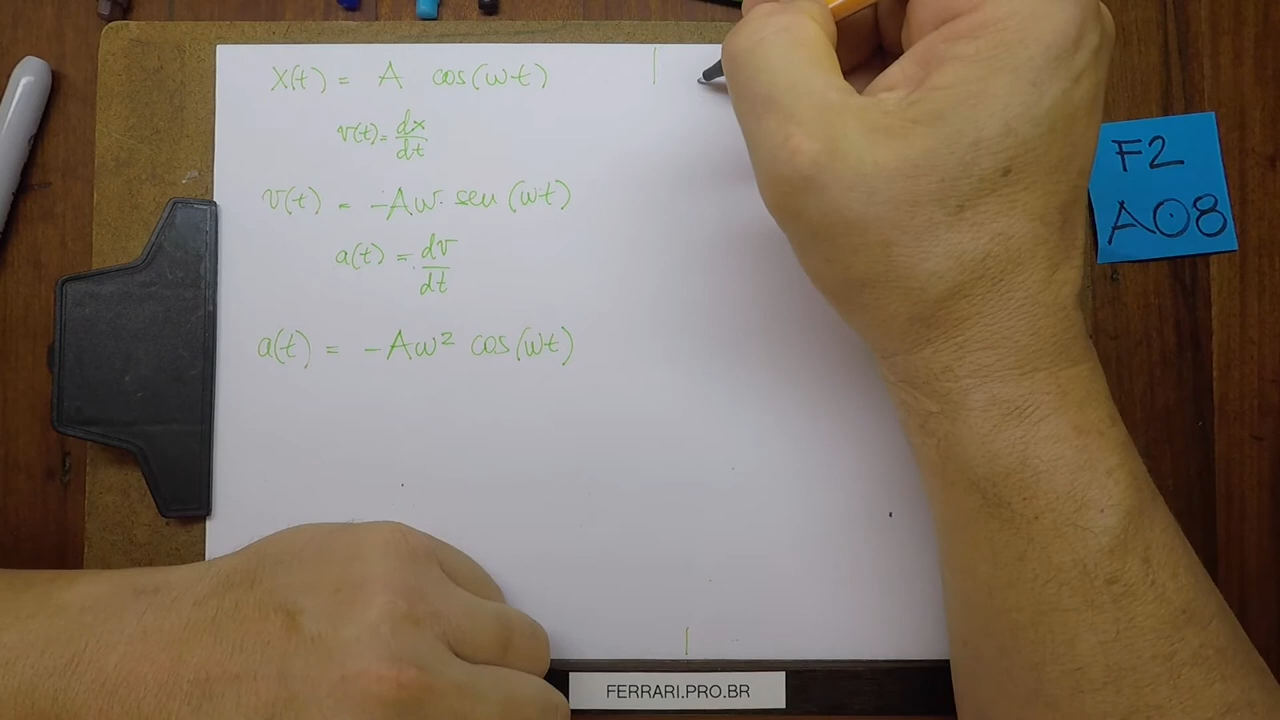 x(t) = A cos(ωt)
v(t) = dx/dt
v(t) = -Aω·sen(ωt)
a(t) = dv/dt
a(t) = -Aω² cos(ωt)
F2
A08
FERRARI.PRO.BR